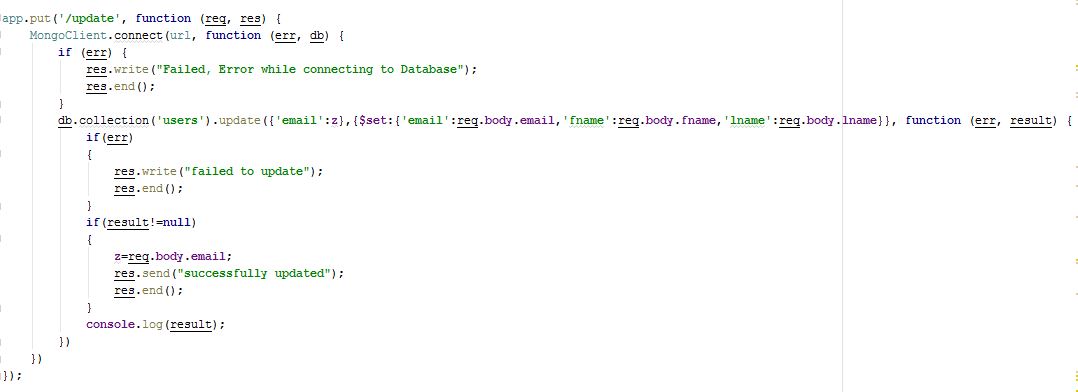 app.put('/update', function (req, res) {
MongoClient.connect(url, function (err, db) {
if (err) {
res.write("Failed, Error while connecting to Database");
res.end();
}
db.collection('users').update({'email':z},{$set:{'email':req.body.email,'fname':req.body.fname,'lname':req.body.lname}}, function (err, result) {
if(err)
{
res.write("failed to update");
res.end();
}
if(result!=null)
{
z=req.body.email;
res.send("successfully updated");
res.end();
}
console.log(result);
})
})
});